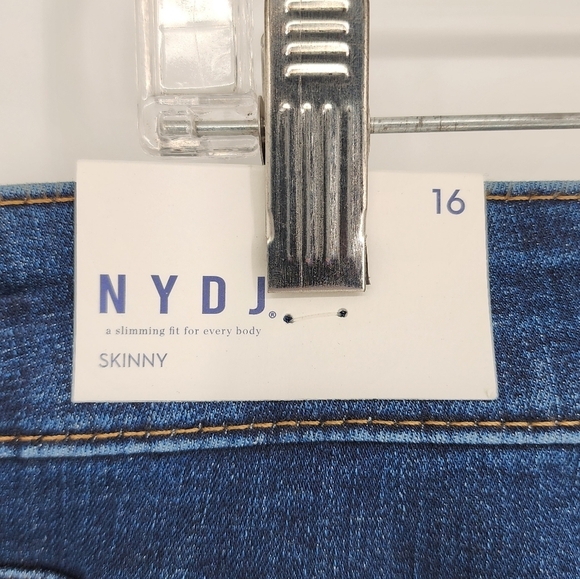 16
NYDJ®
a slimming fit for every body
SKINNY